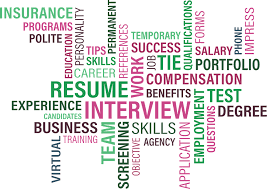 INSURANCE
PROGRAMS
POLITE
EDUCATION
PERSONALITY
TIPS
SKILLS
CAREER
REFERENCES
PERMANENT
TEMPORARY
SUCCESS
WORK
JOB
TIE
QUALIFICATIONS
FORMS
SALARY
PHONE
IMPRESS
PORTFOLIO
COMPENSATION
RESUME
BENEFITS
TEST
EXPERIENCE
INTERVIEW
DEGREE
CANDIDATES
BUSINESS
TEAM
SCREENING
SKILLS
EMPLOYMENT
QUESTIONS
VIRTUAL
TRAINING
OBJECTIVE
AGENCY
APPLICATION